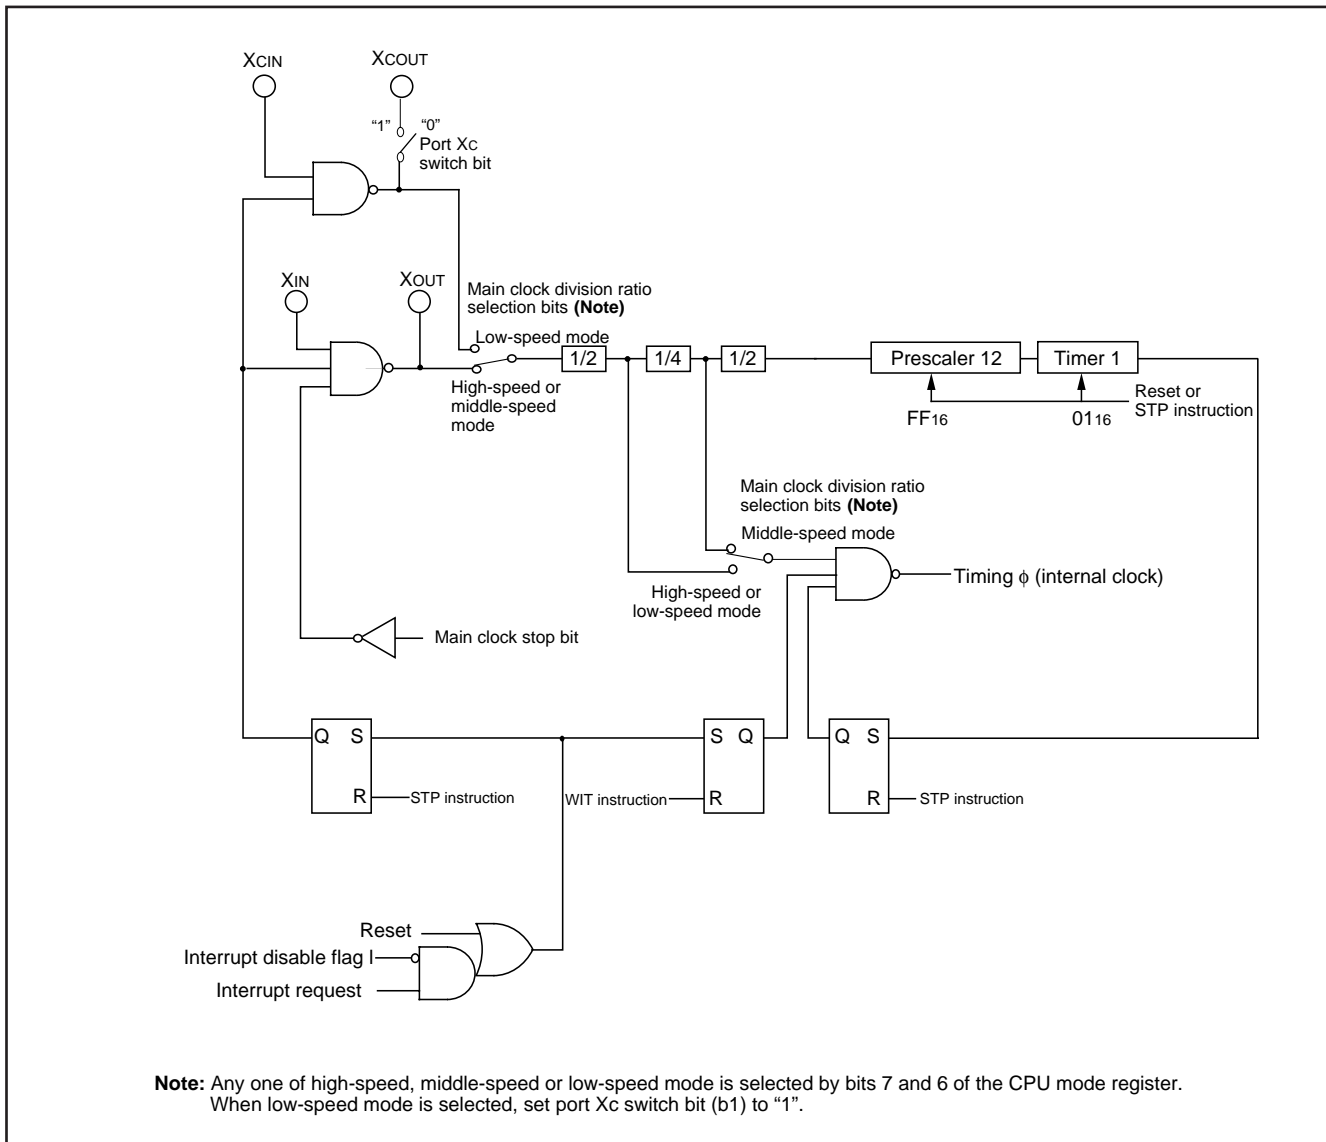 XCIN
XCOUT
“1”
“0”
Port XC
switch bit
XIN
XOUT
Main clock division ratio
selection bits (Note)
Low-speed mode
1/2
1/4
1/2
Prescaler 12
Timer 1
High-speed or
middle-speed
mode
Reset or
STP instruction
FF16
0116
Main clock division ratio
selection bits (Note)
Middle-speed mode
Timing ϕ (internal clock)
High-speed or
low-speed mode
Main clock stop bit
Q S
S Q
Q S
R
STP instruction
WIT instruction
R
R
STP instruction
Reset
Interrupt disable flag I
Interrupt request
Note: Any one of high-speed, middle-speed or low-speed mode is selected by bits 7 and 6 of the CPU mode register.
When low-speed mode is selected, set port Xc switch bit (b1) to “1”.